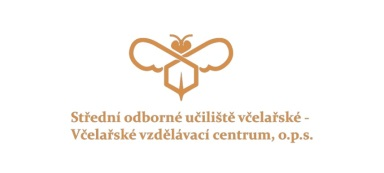 Střední odborné učiliště včelařské -
Včelařské vzdělávací centrum, o.p.s.